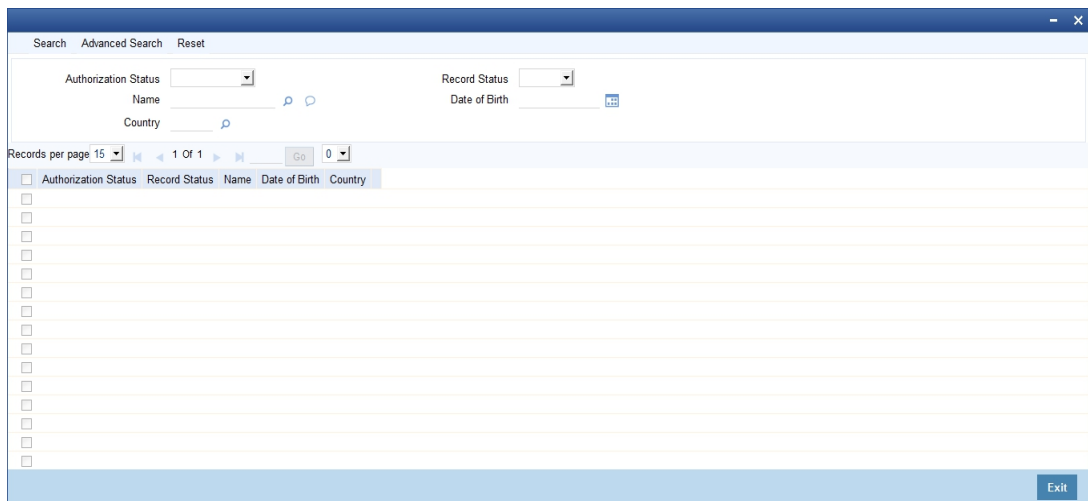 Search Advanced Search Reset
Authorization Status Record Status
Name Date of Birth
Country
Records per page 15 1 Of 1 Go 0
Authorization Status Record Status Name Date of Birth Country
Exit